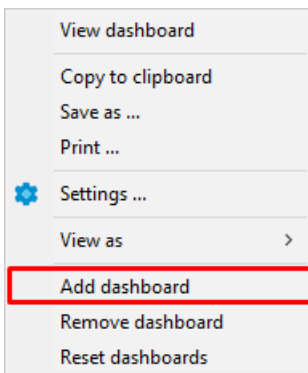 View dashboard
Copy to clipboard
Save as ...
Print ...
Settings ...
View as
Add dashboard
Remove dashboard
Reset dashboards